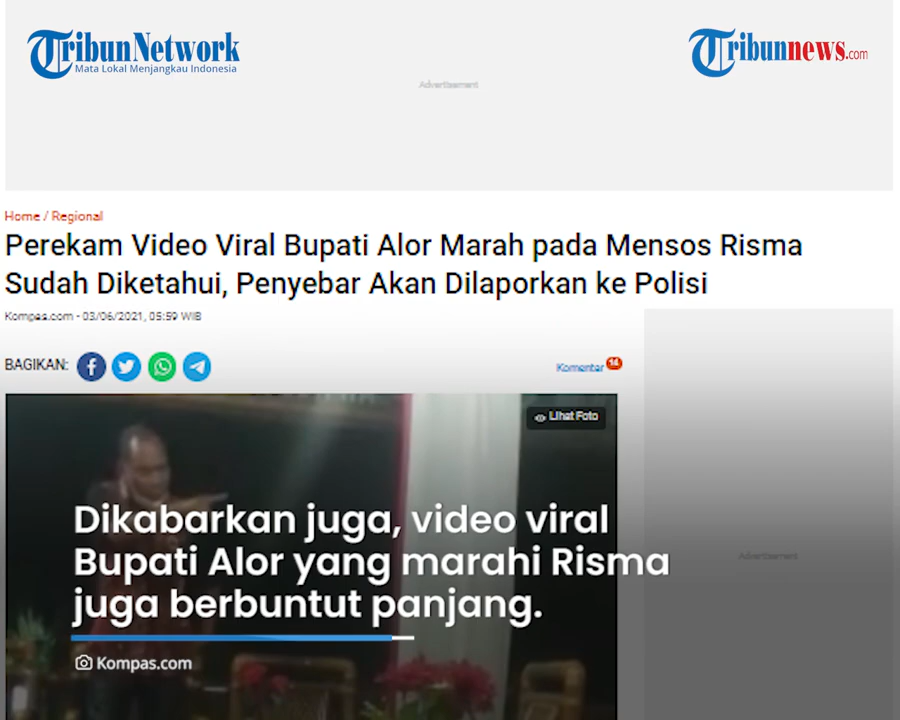 Tribun Network
Mata Lokal Menjangkau Indonesia
Tribunnews.com
Advertisement
Home / Regional
Perekam Video Viral Bupati Alor Marah pada Mensos Risma
Sudah Diketahui, Penyebar Akan Dilaporkan ke Polisi
Kompas.com - 03/06/2021, 05:59 WIB
BAGIKAN:
Komentar 14
Lihat Foto
Dikabarkan juga, video viral
Bupati Alor yang marahi Risma
juga berbuntut panjang.
Advertisement
Kompas.com